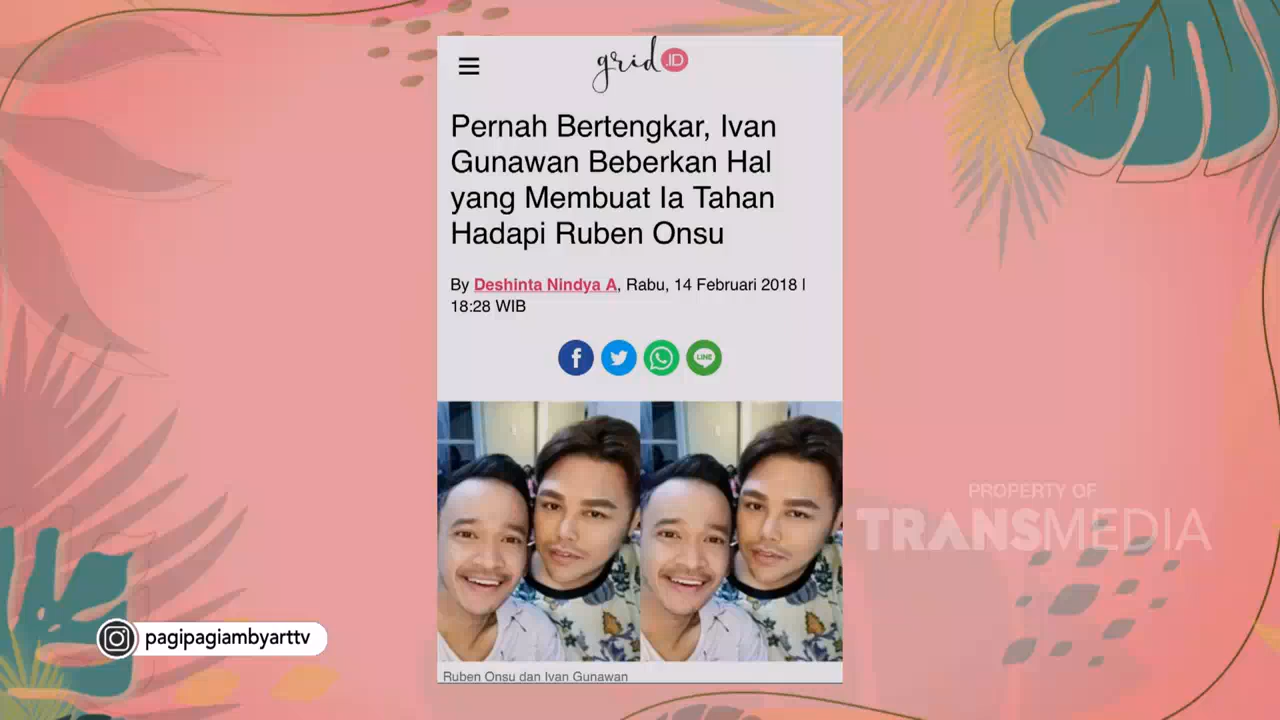 grid.ID
Pernah Bertengkar, Ivan
Gunawan Beberkan Hal
yang Membuat Ia Tahan
Hadapi Ruben Onsu
By Deshinta Nindya A, Rabu, 14 Februari 2018 |
18:28 WIB
LINE
PROPERTY OF
TRANSMEDIA
pagipagiambyarttv
Ruben Onsu dan Ivan Gunawan